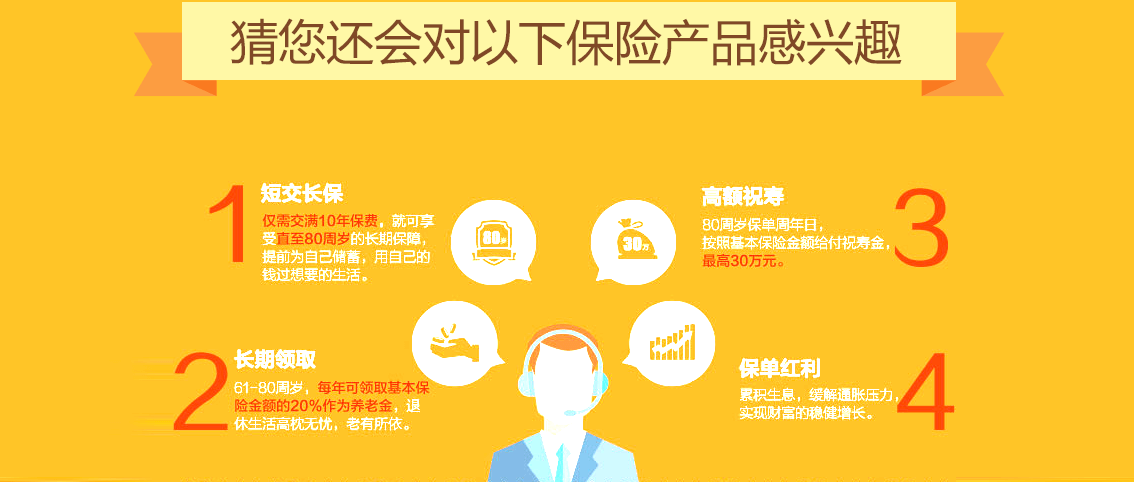 猜您还会对以下保险产品感兴趣
1
短交长保
仅需交满10年保费，就可享
受直至80周岁的长期保障，
提前为自己储蓄，用自己的
钱过想要的生活。
80岁
2
长期领取
61-80周岁，每年可领取基本保
险金额的20%作为养老金，退
休生活高枕无忧，老有所依。
3
高额祝寿
80周岁保单周年日，
按照基本保险金额给付祝寿金，
最高30万元。
30万
4
保单红利
累积生息，缓解通胀压力，
实现财富的稳健增长。